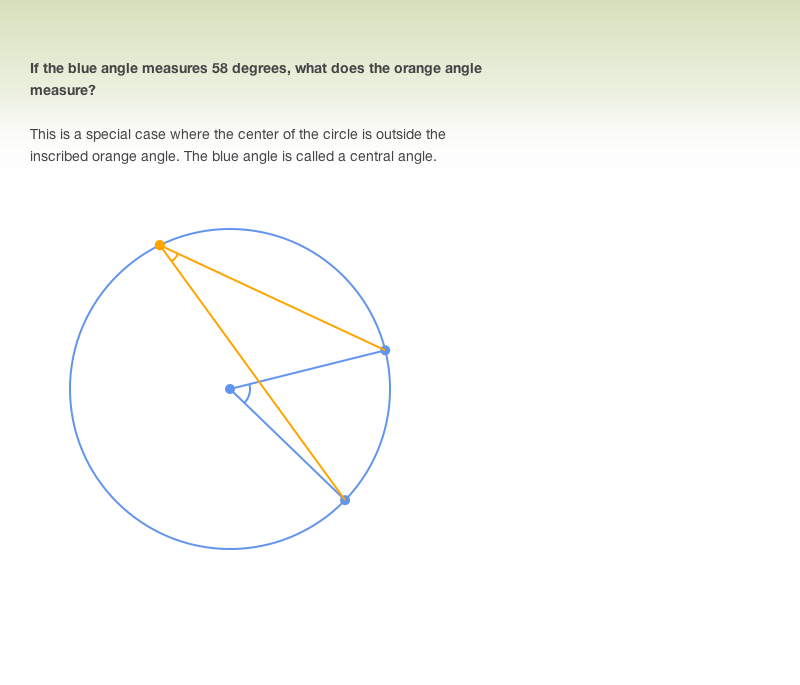 If the blue angle measures 58 degrees, what does the orange angle
measure?
This is a special case where the center of the circle is outside the
inscribed orange angle. The blue angle is called a central angle.